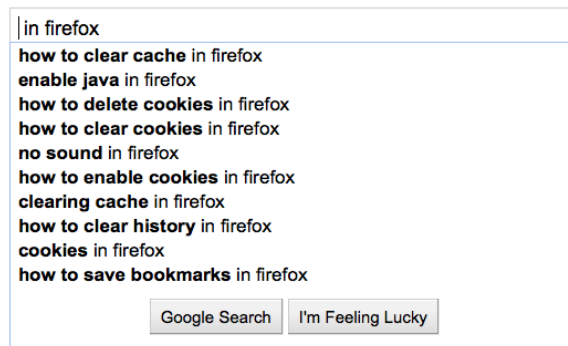 in firefox
how to clear cache in firefox
enable java in firefox
how to delete cookies in firefox
how to clear cookies in firefox
no sound in firefox
how to enable cookies in firefox
clearing cache in firefox
how to clear history in firefox
cookies in firefox
how to save bookmarks in firefox
Google Search I'm Feeling Lucky